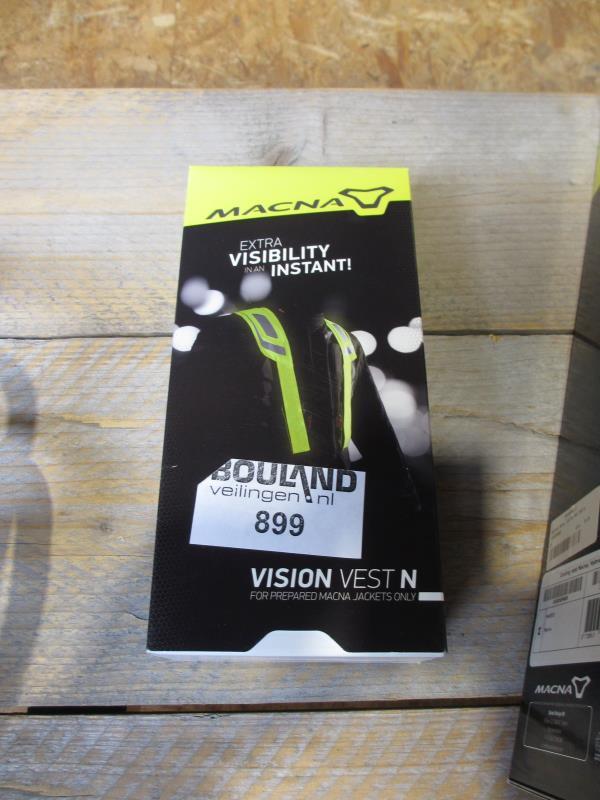 MACNA
EXTRA
VISIBILITY
IN AN INSTANT!
BOULAND
veilingen.nl
899
VISION VEST N
FOR PREPARED MACNA JACKETS ONLY
MACNA